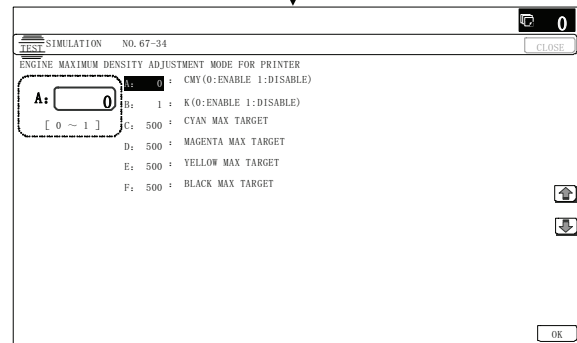 0
TEST SIMULATION NO.67-34
CLOSE
ENGINE MAXIMUM DENSITY ADJUSTMENT MODE FOR PRINTER
A: 0
[ 0 ~ 1 ]
A: 0 : CMY(0:ENABLE 1:DISABLE)
B: 1 : K(0:ENABLE 1:DISABLE)
C: 500 : CYAN MAX TARGET
D: 500 : MAGENTA MAX TARGET
E: 500 : YELLOW MAX TARGET
F: 500 : BLACK MAX TARGET
OK